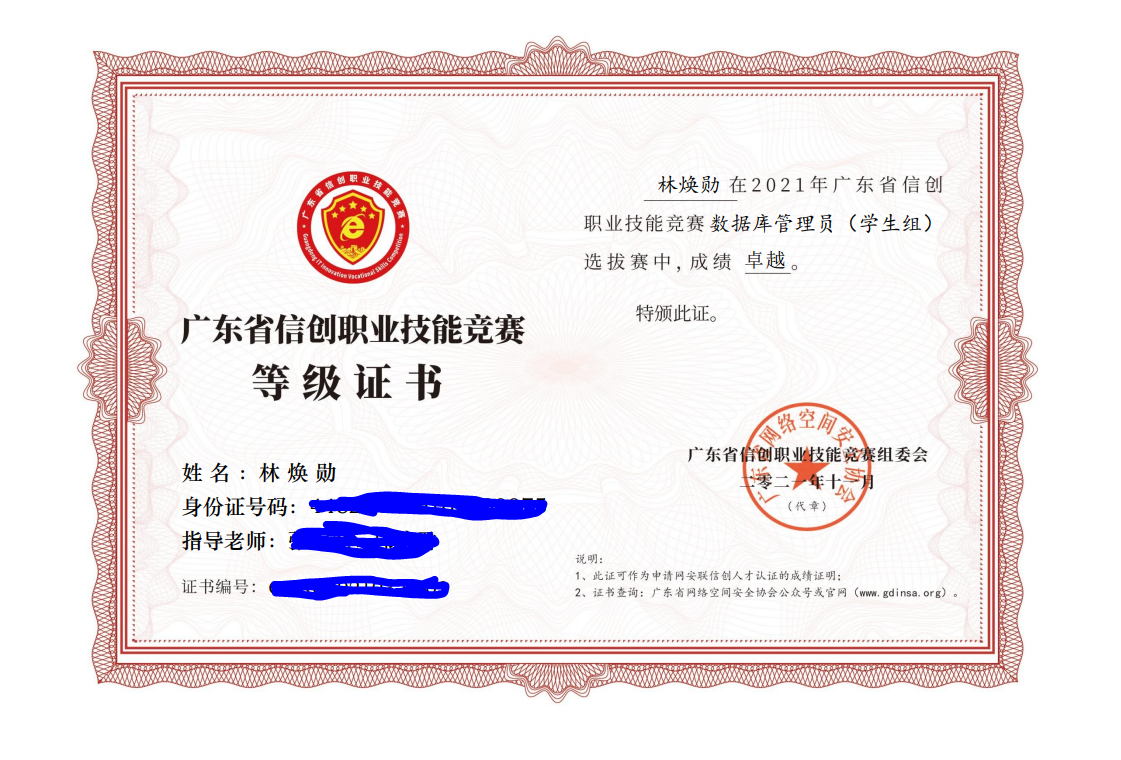 广东省信创职业技能竞赛
Guangdong IT Innovation Vocational Skills Competition
广东省信创职业技能竞赛
等级证书
姓名：林焕勋
身份证号码：
指导老师：
证书编号：
林焕勋 在2021年广东省信创
职业技能竞赛 数据库管理员（学生组）
选拔赛中，成绩 卓越。
特颁此证。
广东省信创职业技能竞赛组委会
二零二一年十一月
（代章）
广东省网络空间安全协会
说明：
1、此证可作为申请网安联信创人才认证的成绩证明；
2、证书查询：广东省网络空间安全协会公众号或官网（www.gdinsa.org）。